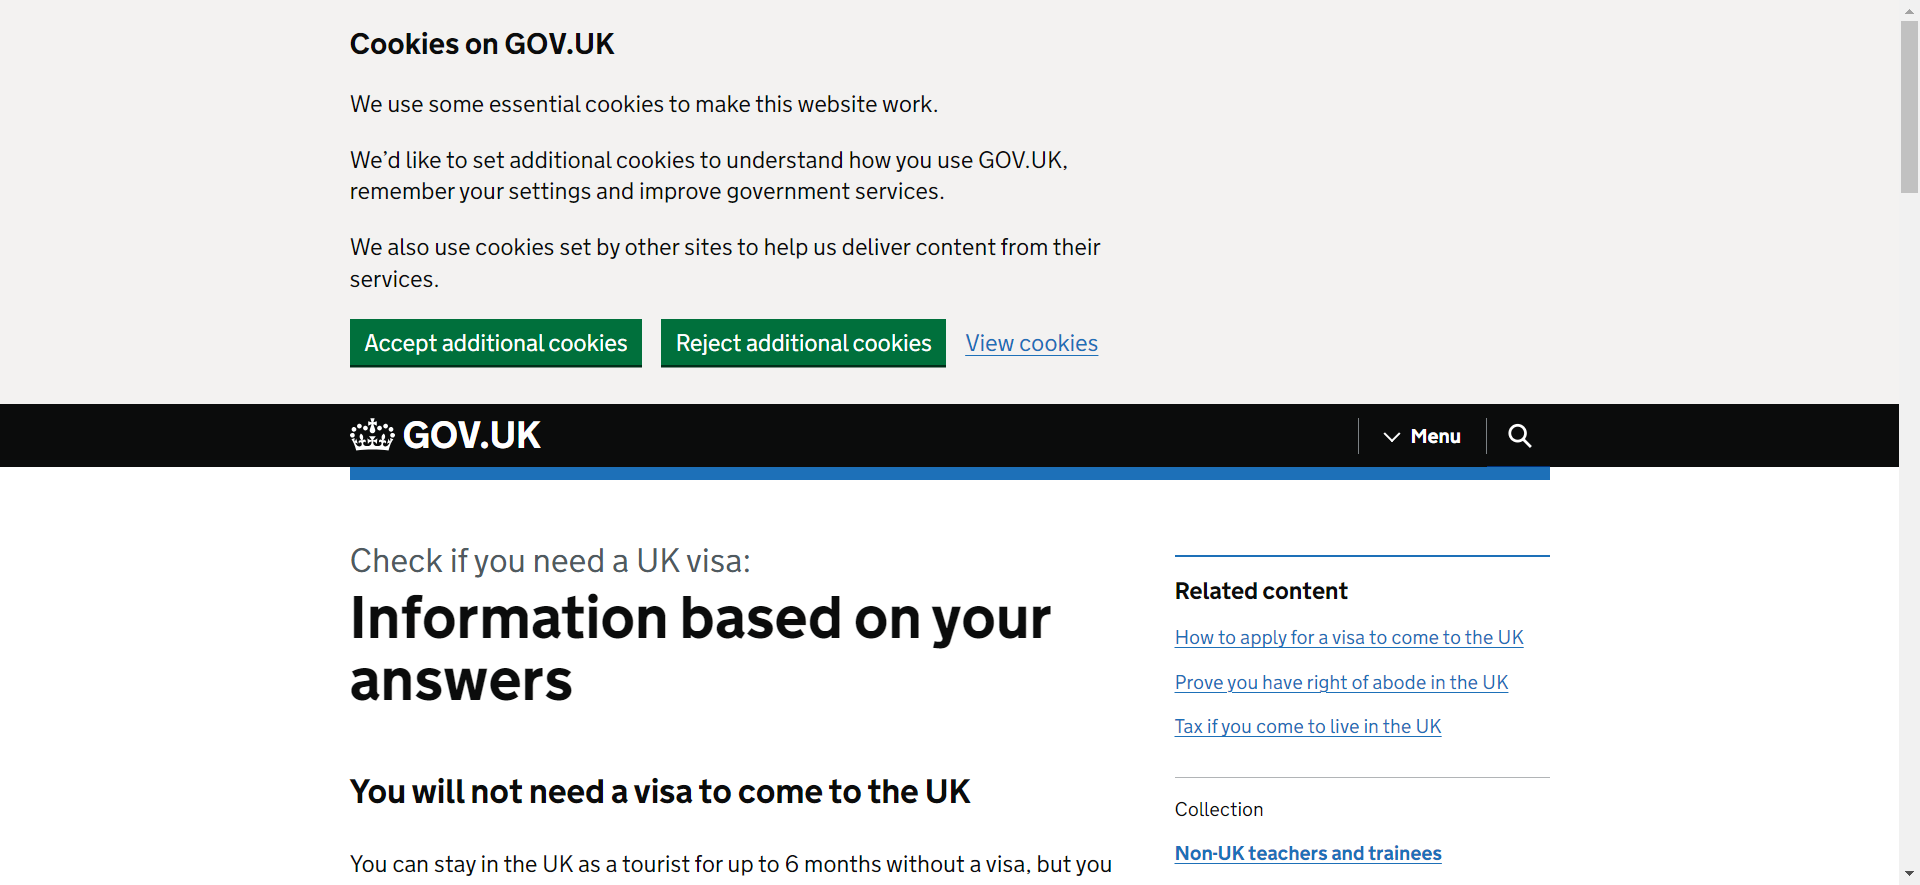 Cookies on GOV.UK
We use some essential cookies to make this website work.
We’d like to set additional cookies to understand how you use GOV.UK,
remember your settings and improve government services.
We also use cookies set by other sites to help us deliver content from their
services.
Accept additional cookies
Reject additional cookies
View cookies
GOV.UK
Menu
Check if you need a UK visa:
Information based on your
answers
You will not need a visa to come to the UK
You can stay in the UK as a tourist for up to 6 months without a visa, but you
Related content
How to apply for a visa to come to the UK
Prove you have right of abode in the UK
Tax if you come to live in the UK
Collection
Non-UK teachers and trainees